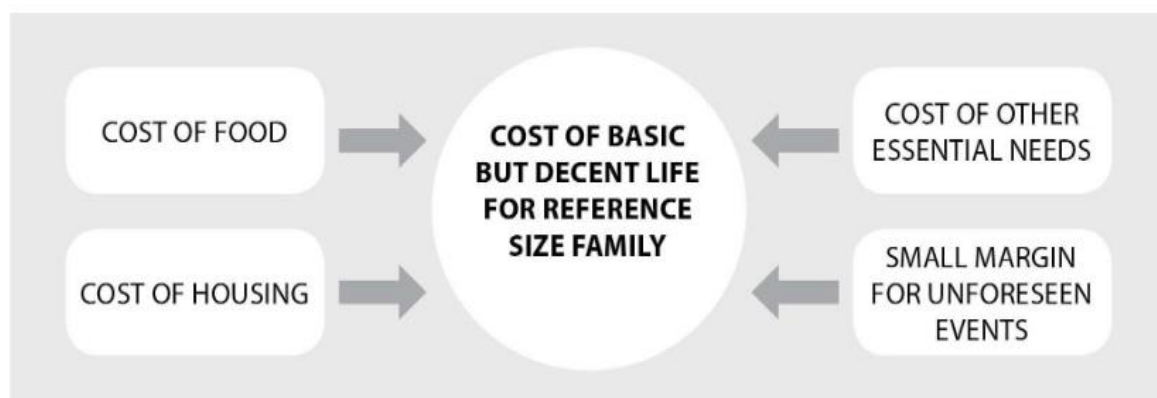 COST OF FOOD
COST OF HOUSING
COST OF BASIC
BUT DECENT LIFE
FOR REFERENCE
SIZE FAMILY
COST OF OTHER
ESSENTIAL NEEDS
SMALL MARGIN
FOR UNFORESEEN
EVENTS